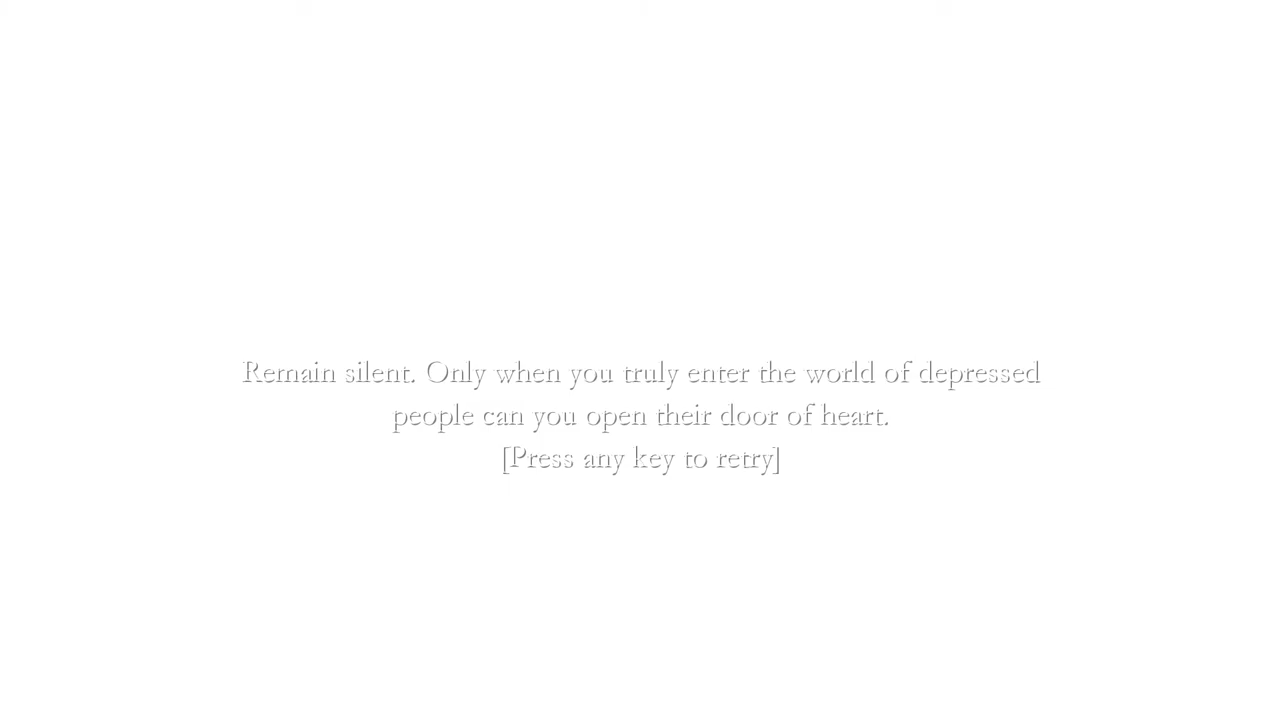 Remain silent. Only when you truly enter the world of depressed
people can you open their door of heart.
[Press any key to retry]